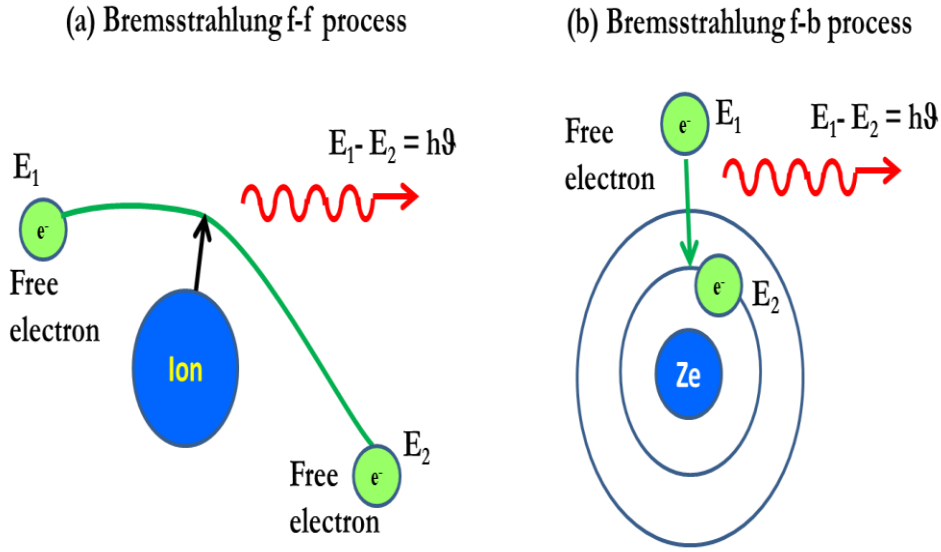 (a) Bremsstrahlung f-f process
E₁
e⁻
Free
electron
E₁- E₂ = hϑ
Ion
E₂
e⁻
Free
electron
(b) Bremsstrahlung f-b process
e⁻
E₁
Free
electron
E₁- E₂ = hϑ
e⁻
E₂
Ze